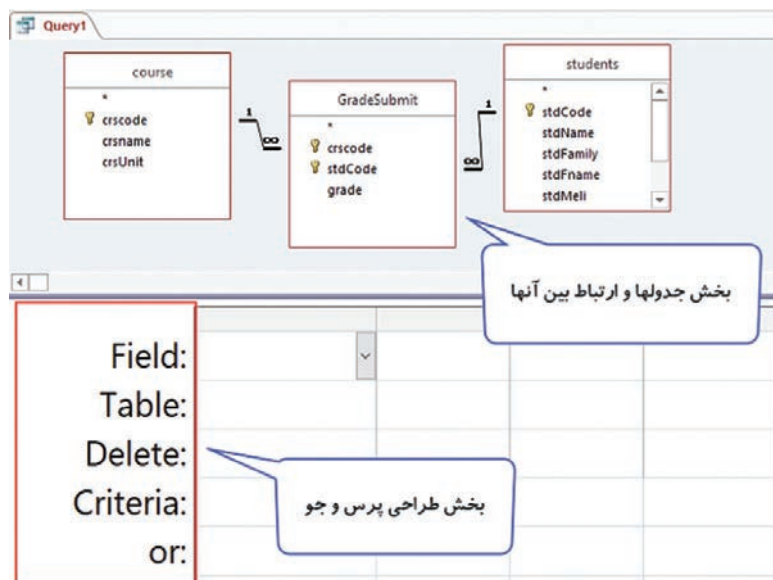 Query1
course
*
crscode
crsname
crsUnit
1
∞
GradeSubmit
*
crscode
stdCode
grade
1
∞
students
*
stdCode
stdName
stdFamily
stdFname
stdMeli
بخش جدولها و ارتباط بین آنها
Field:
Table:
Delete:
Criteria:
or:
بخش طراحی پرس و جو